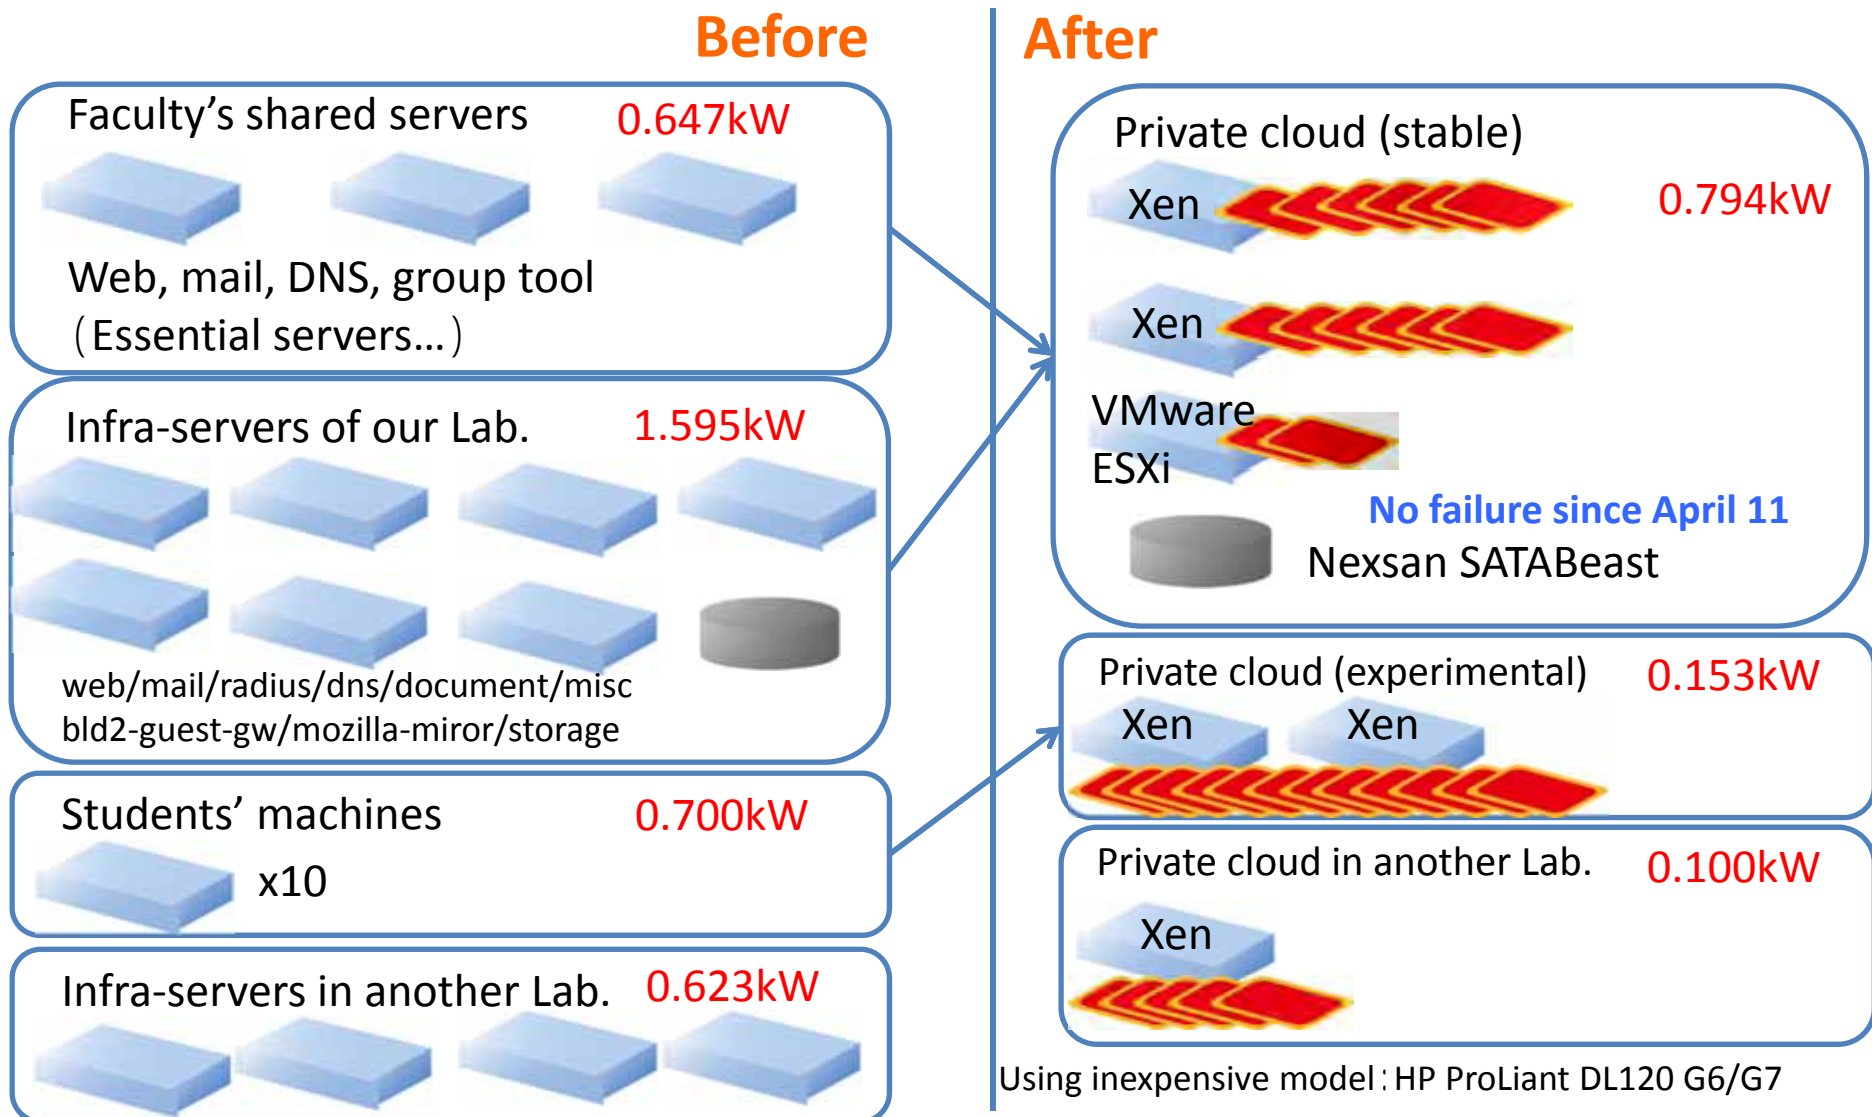 Before
Faculty's shared servers 0.647kW
Web, mail, DNS, group tool
(Essential servers...)
Infra-servers of our Lab. 1.595kW
web/mail/radius/dns/document/misc
bld2-guest-gw/mozilla-miror/storage
Students' machines 0.700kW
x10
Infra-servers in another Lab. 0.623kW
After
Private cloud (stable)
Xen 0.794kW
Xen
VMware
ESXi
No failure since April 11
Nexsan SATABeast
Private cloud (experimental) 0.153kW
Xen Xen
Private cloud in another Lab. 0.100kW
Xen
Using inexpensive model:HP ProLiant DL120 G6/G7